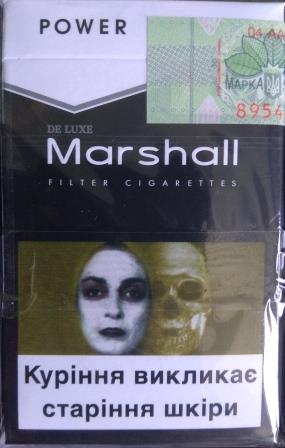 POWER
04 АА
МАРКА
8954
DE LUXE
Marshall
FILTER CIGARETTES
Куріння викликає
старіння шкіри